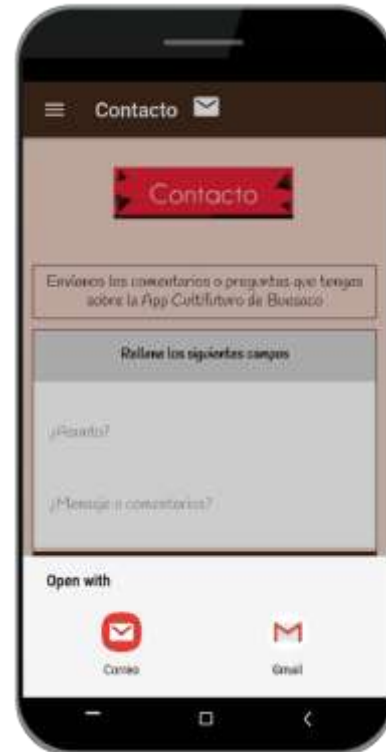 Contacto
Contacto
Envíanos los comentarios o preguntas que tengas
sobre la App Cultifuturo de Buesaco
Rellene los siguientes campos
¿Asunto?
¿Mensaje o comentarios?
Open with
Correo
Gmail